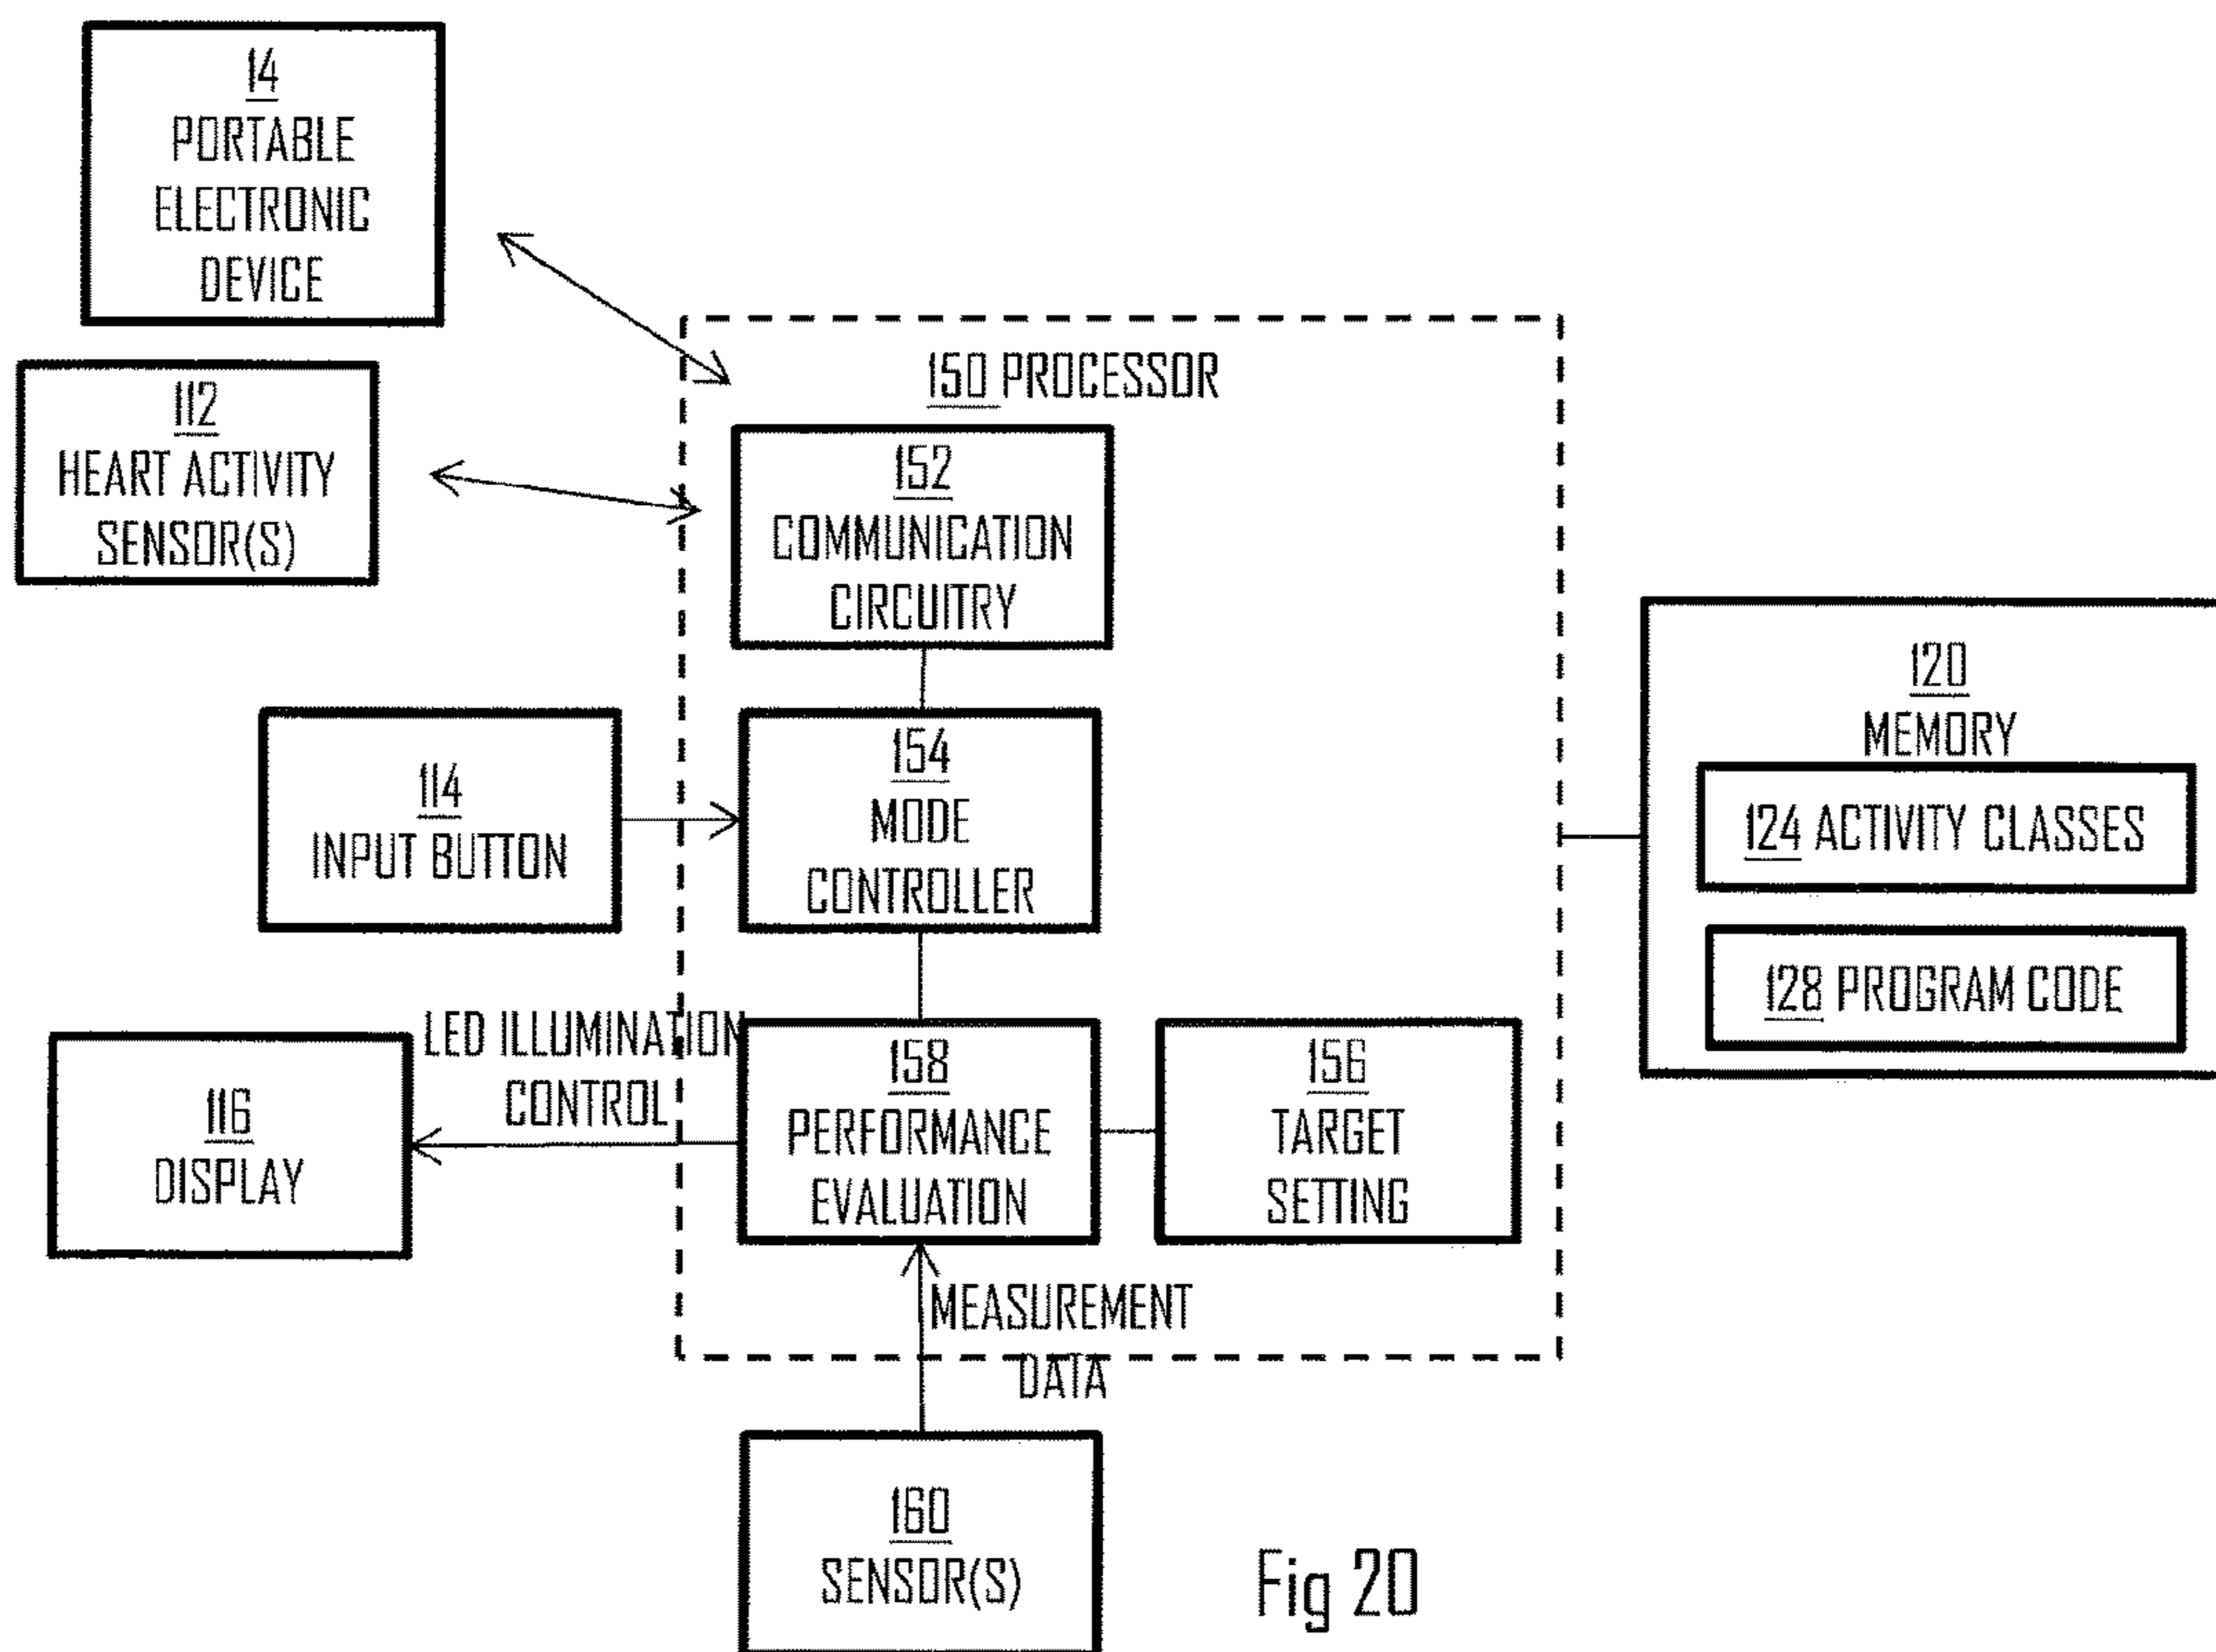 14
PORTABLE
ELECTRONIC
DEVICE
112
HEART ACTIVITY
SENSOR(S)
150 PROCESSOR
152
COMMUNICATION
CIRCUITRY
114
INPUT BUTTON
154
MODE
CONTROLLER
120
MEMORY
124 ACTIVITY CLASSES
128 PROGRAM CODE
LED ILLUMINATION
CONTROL
116
DISPLAY
158
PERFORMANCE
EVALUATION
156
TARGET
SETTING
MEASUREMENT
DATA
160
SENSOR(S)
Fig 20